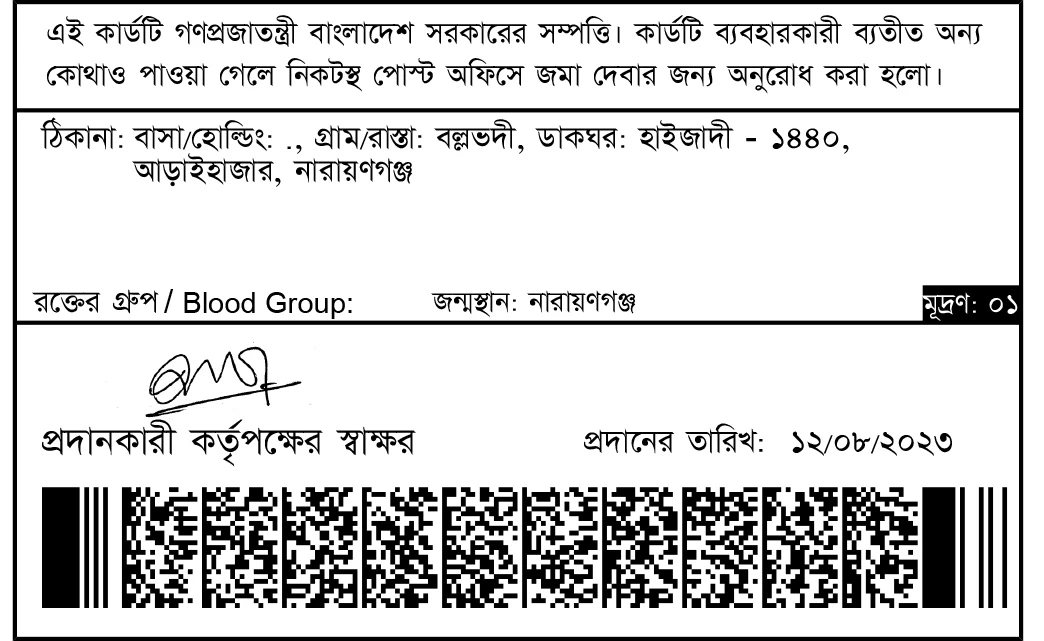 এই কার্ডটি গণপ্রজাতন্ত্রী বাংলাদেশ সরকারের সম্পত্তি। কার্ডটি ব্যবহারকারী ব্যতীত অন্য
কোথাও পাওয়া গেলে নিকটস্থ পোস্ট অফিসে জমা দেবার জন্য অনুরোধ করা হলো।
ঠিকানা: বাসা/হোল্ডিং: ., গ্রাম/রাস্তা: বল্লভদী, ডাকঘর: হাইজাদী - ১৪৪০,
আড়াইহাজার, নারায়ণগঞ্জ
রক্তের গ্রুপ / Blood Group: জন্মস্থান: নারায়ণগঞ্জ মূদ্রণ: ০১
প্রদানকারী কর্তৃপক্ষের স্বাক্ষর প্রদানের তারিখ: ১২/০৮/২০২৩